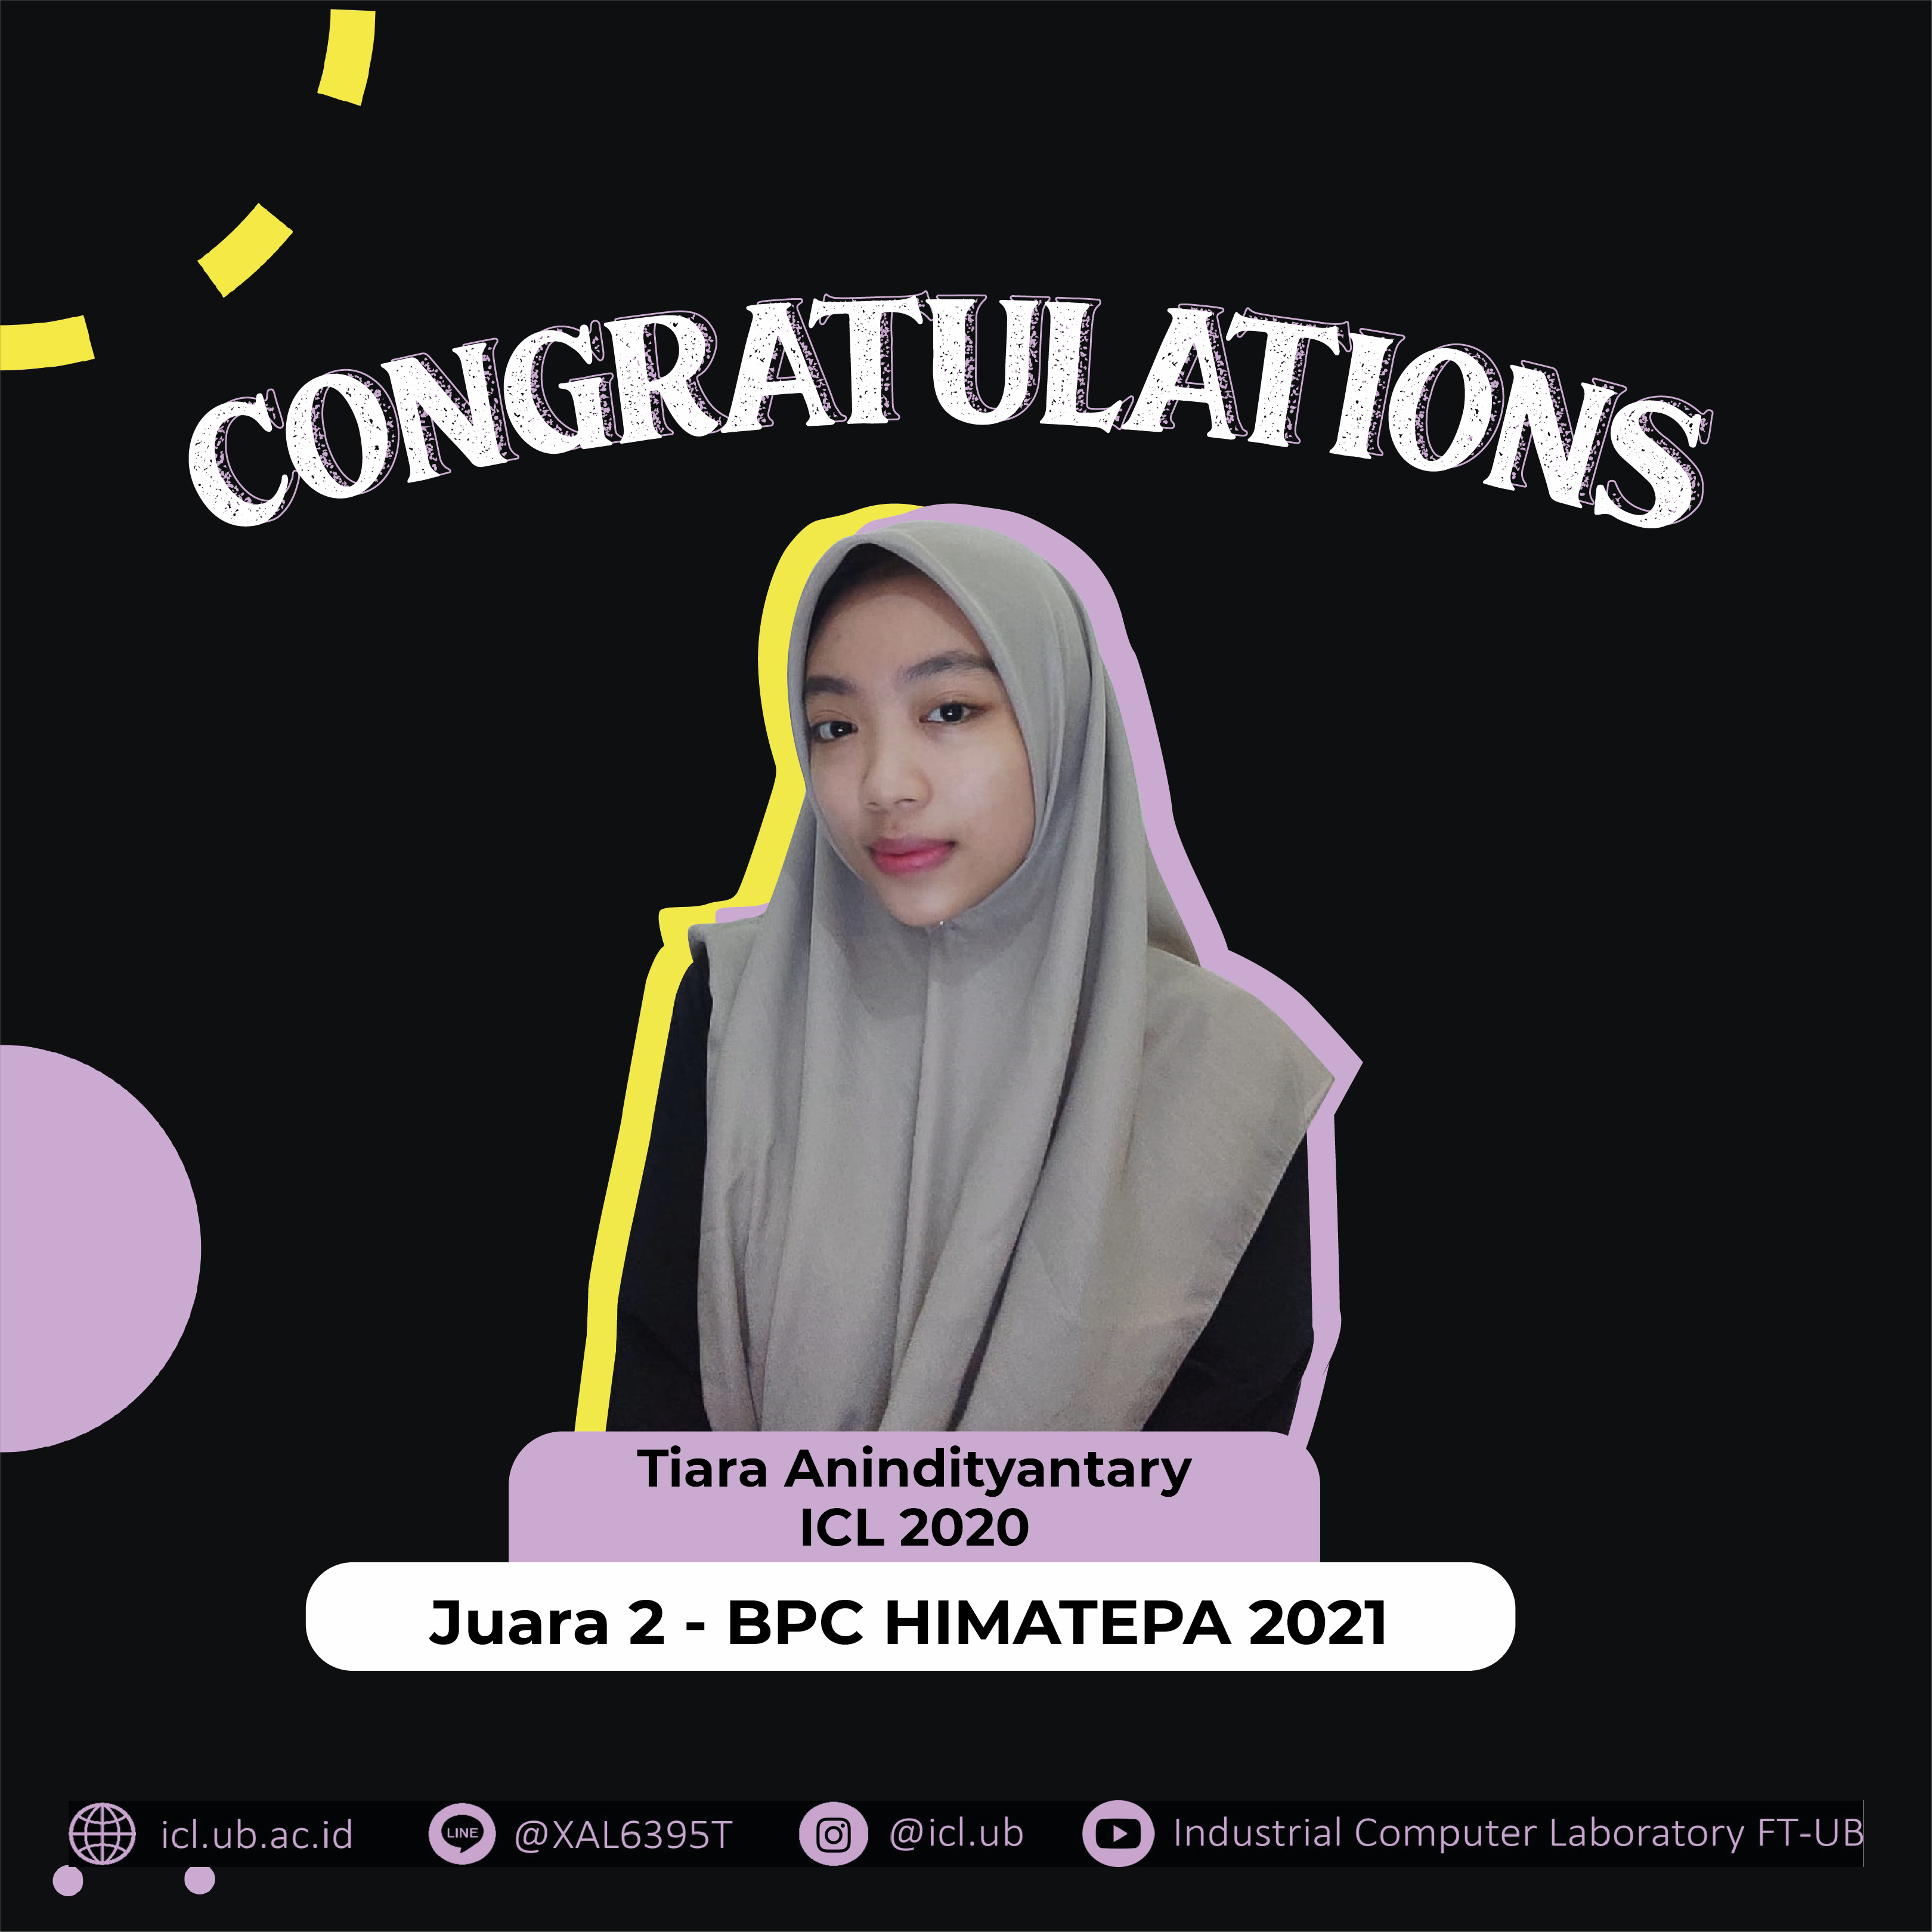 CONGRATULATIONS
Tiara Anindityantary
ICL 2020
Juara 2 - BPC HIMATEPA 2021
icl.ub.ac.id
LINE
@XAL6395T
@icl.ub
Industrial Computer Laboratory FT-UB